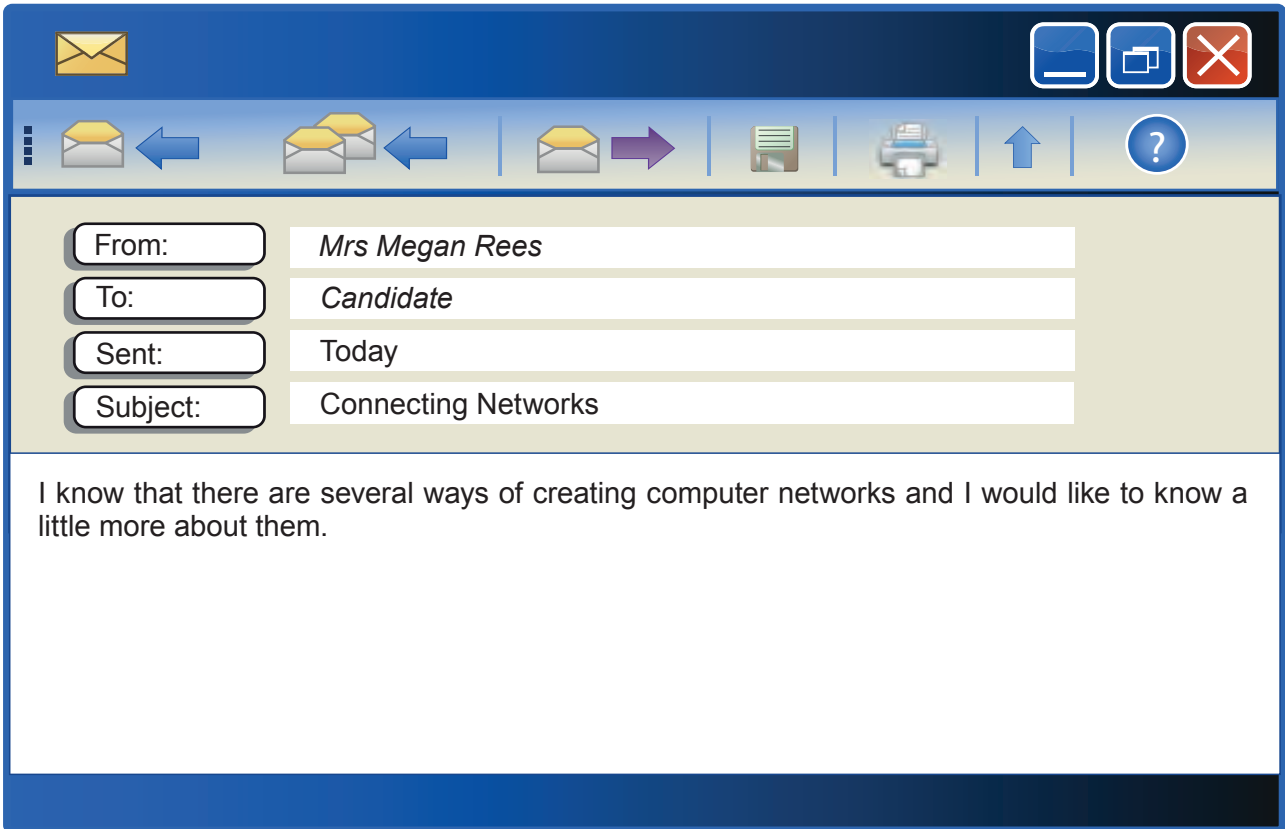 ?
From: Mrs Megan Rees
To: Candidate
Sent: Today
Subject: Connecting Networks
I know that there are several ways of creating computer networks and I would like to know a
little more about them.